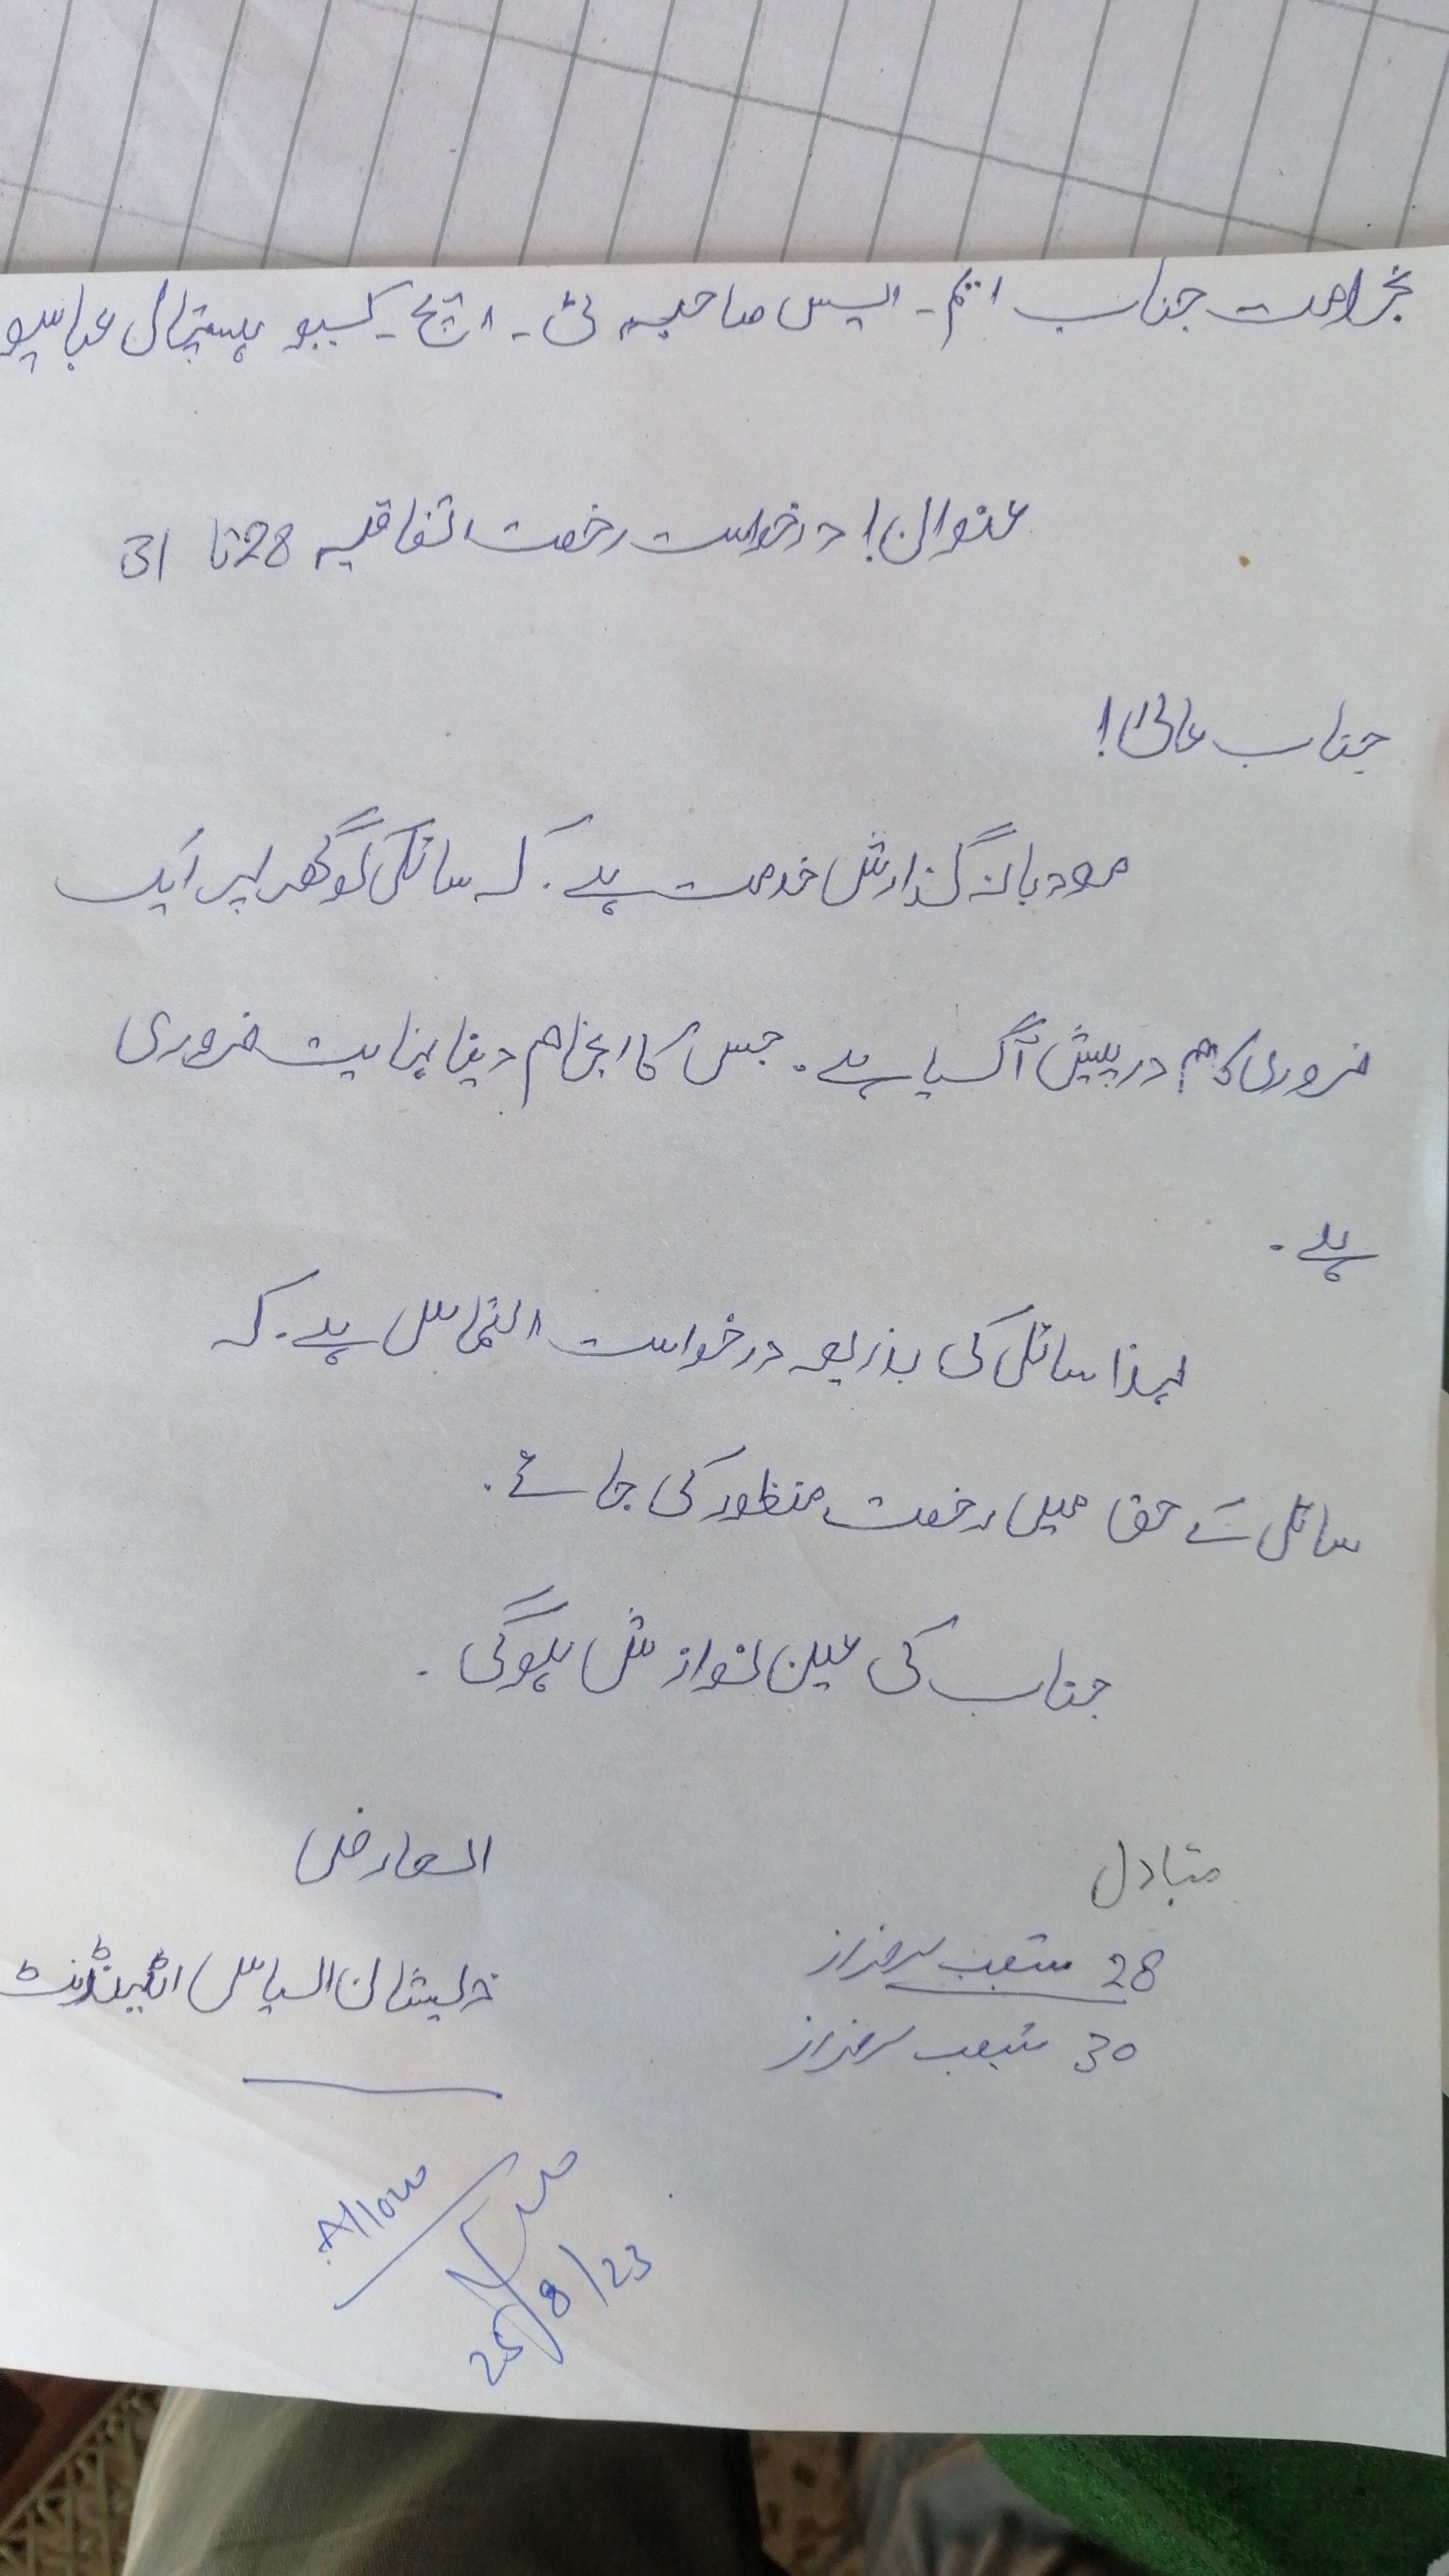 بخدمت جناب ایم۔ ایس صاحب ٹی۔ ایچ۔ کیو ہسپتال عباسپو
عنوان! درخواست رخصت اتفاقیہ 28 تا 31
جناب عالی!
مودبانہ گذارش خدمت ہے۔ کہ سائل کو گھر پر ایک
ضروری کام درپیش آگیا ہے۔ جس کا انجام دینا نہایت ضروری
ہے۔
لہذا سائل کی بذریعہ درخواست التماس ہے۔ کہ
سائل کے حق میں رخصت منظور کی جائے۔
جناب کی عین نوازش ہوگی۔
العارض
ذیشان الیاس اٹینڈنٹ
متبادل
28 شعیب سرفراز
30 شعیب سرفراز
Allow
25/8/23